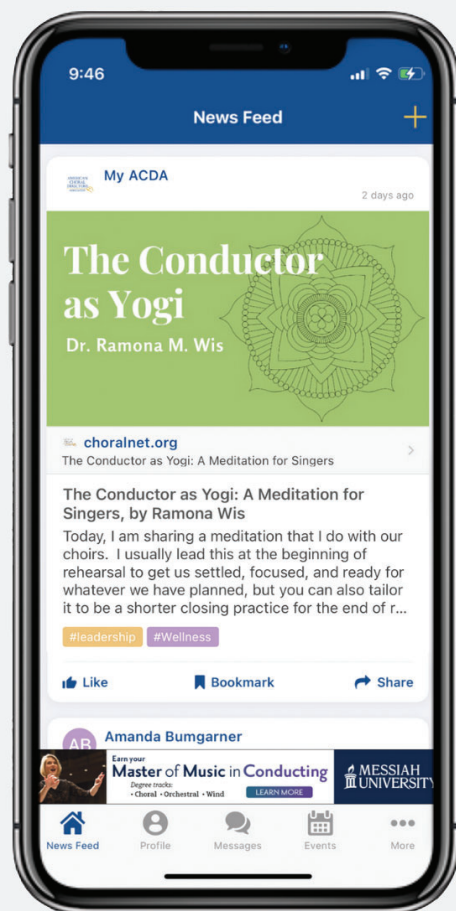 9:46
News Feed
My ACDA
2 days ago
The Conductor
as Yogi
Dr. Ramona M. Wis
choralnet.org
The Conductor as Yogi: A Meditation for Singers
The Conductor as Yogi: A Meditation for
Singers, by Ramona Wis
Today, I am sharing a meditation that I do with our
choirs. I usually lead this at the beginning of
rehearsal to get us settled, focused, and ready for
whatever we have planned, but you can also tailor
it to be a shorter closing practice for the end of r...
#leadership #Wellness
Like Bookmark Share
AB Amanda Bumgarner
Earn your
Master of Music in Conducting
Degree tracks:
• Choral • Orchestral • Wind
LEARN MORE
MESSIAH
UNIVERSITY
News Feed Profile Messages Events More